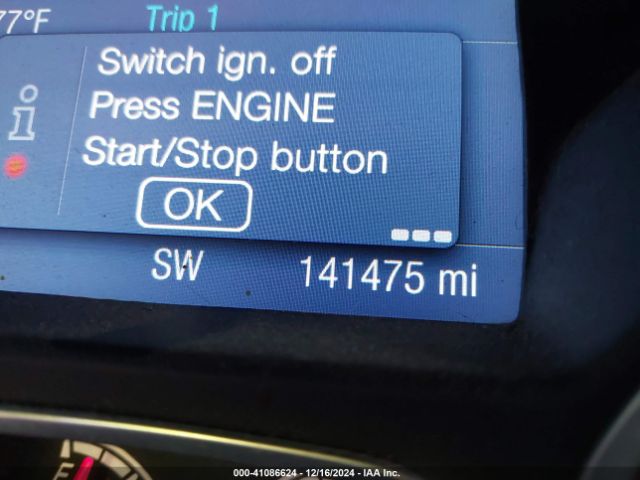 77°F Trip 1
Switch ign. off
Press ENGINE
Start/Stop button
OK
SW 141475 mi
E
000-41086624 - 12/16/2024 - IAA Inc.